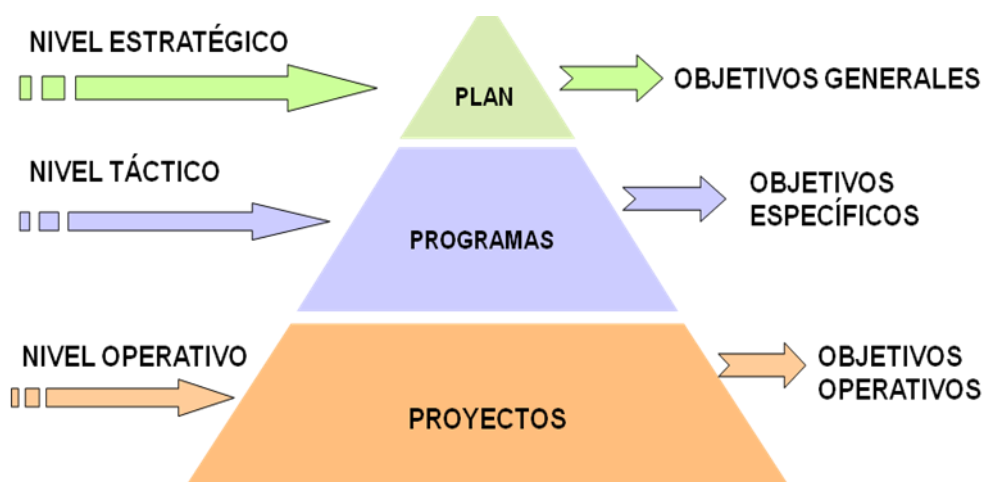 NIVEL ESTRATÉGICO
PLAN
OBJETIVOS GENERALES
NIVEL TÁCTICO
PROGRAMAS
OBJETIVOS
ESPECÍFICOS
NIVEL OPERATIVO
PROYECTOS
OBJETIVOS
OPERATIVOS